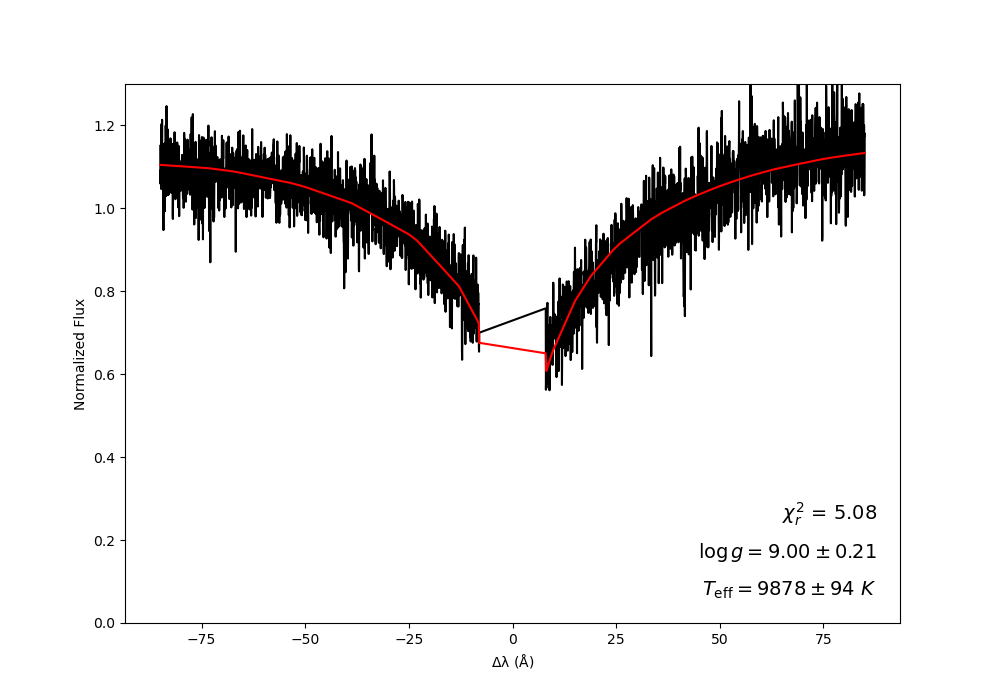 Normalized Flux
1.2
1.0
0.8
0.6
0.4
0.2
0.0
χ²ᵣ = 5.08
log g = 9.00 ± 0.21
T_eff = 9878 ± 94 K
−75
−50
−25
0
25
50
75
Δλ (Å)